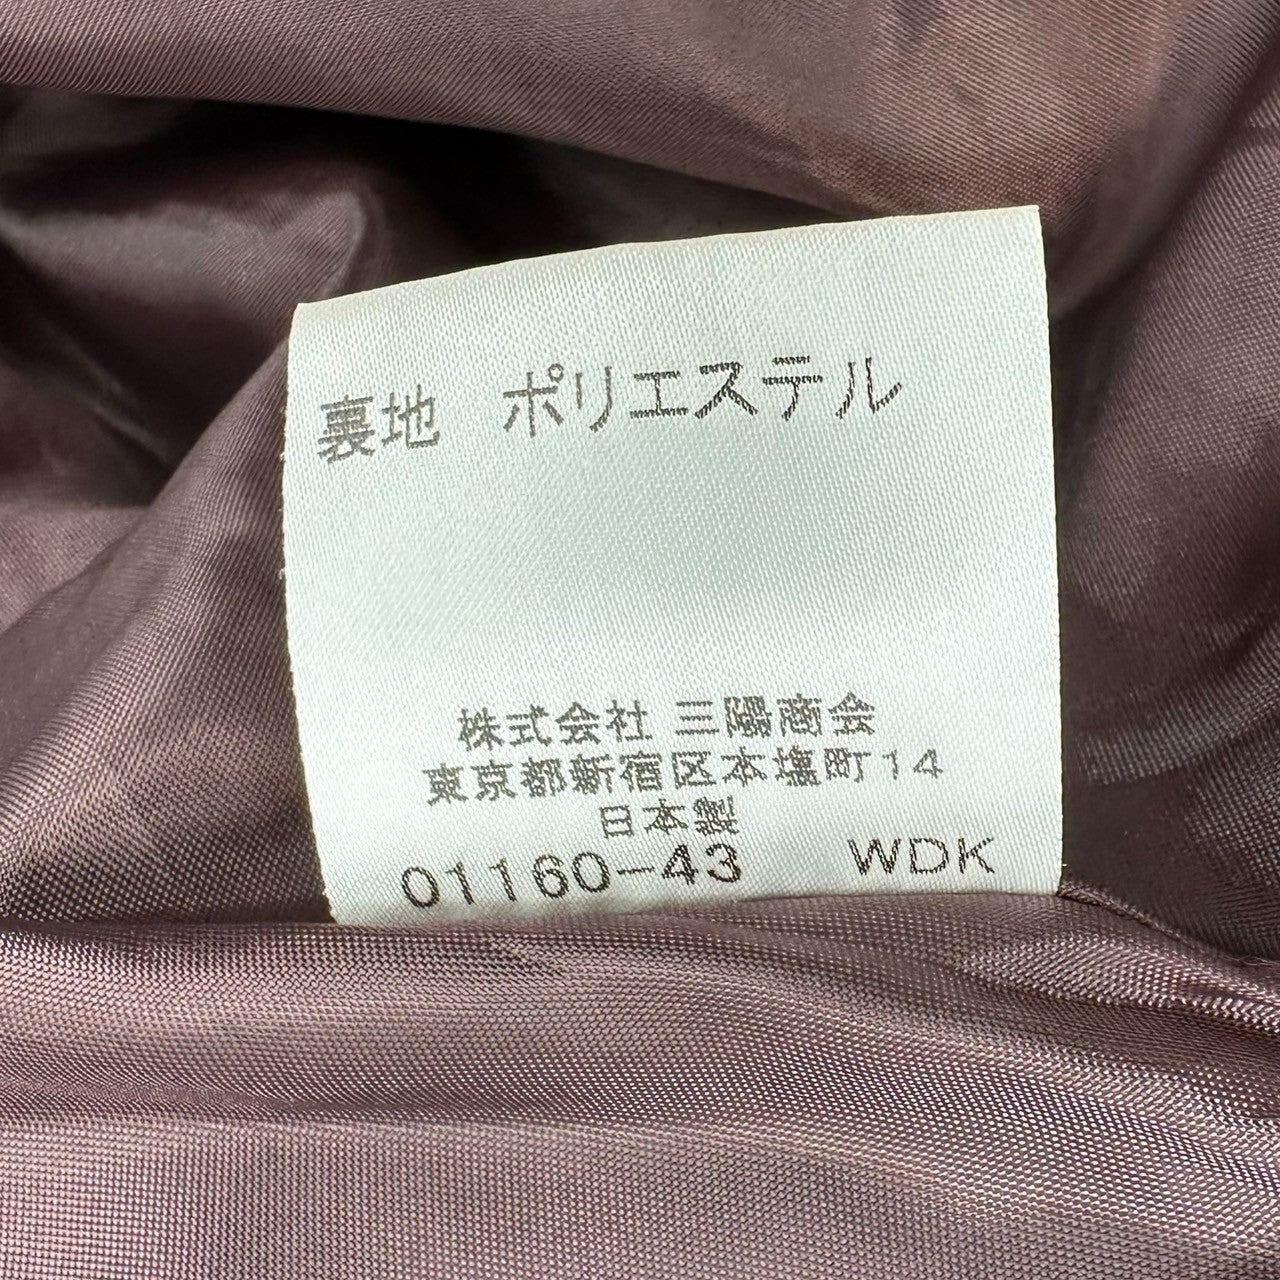 裏地 ポリエステル
株式会社 三陽商会
東京都新宿区本塩町14
日本製
01160-43 WDK